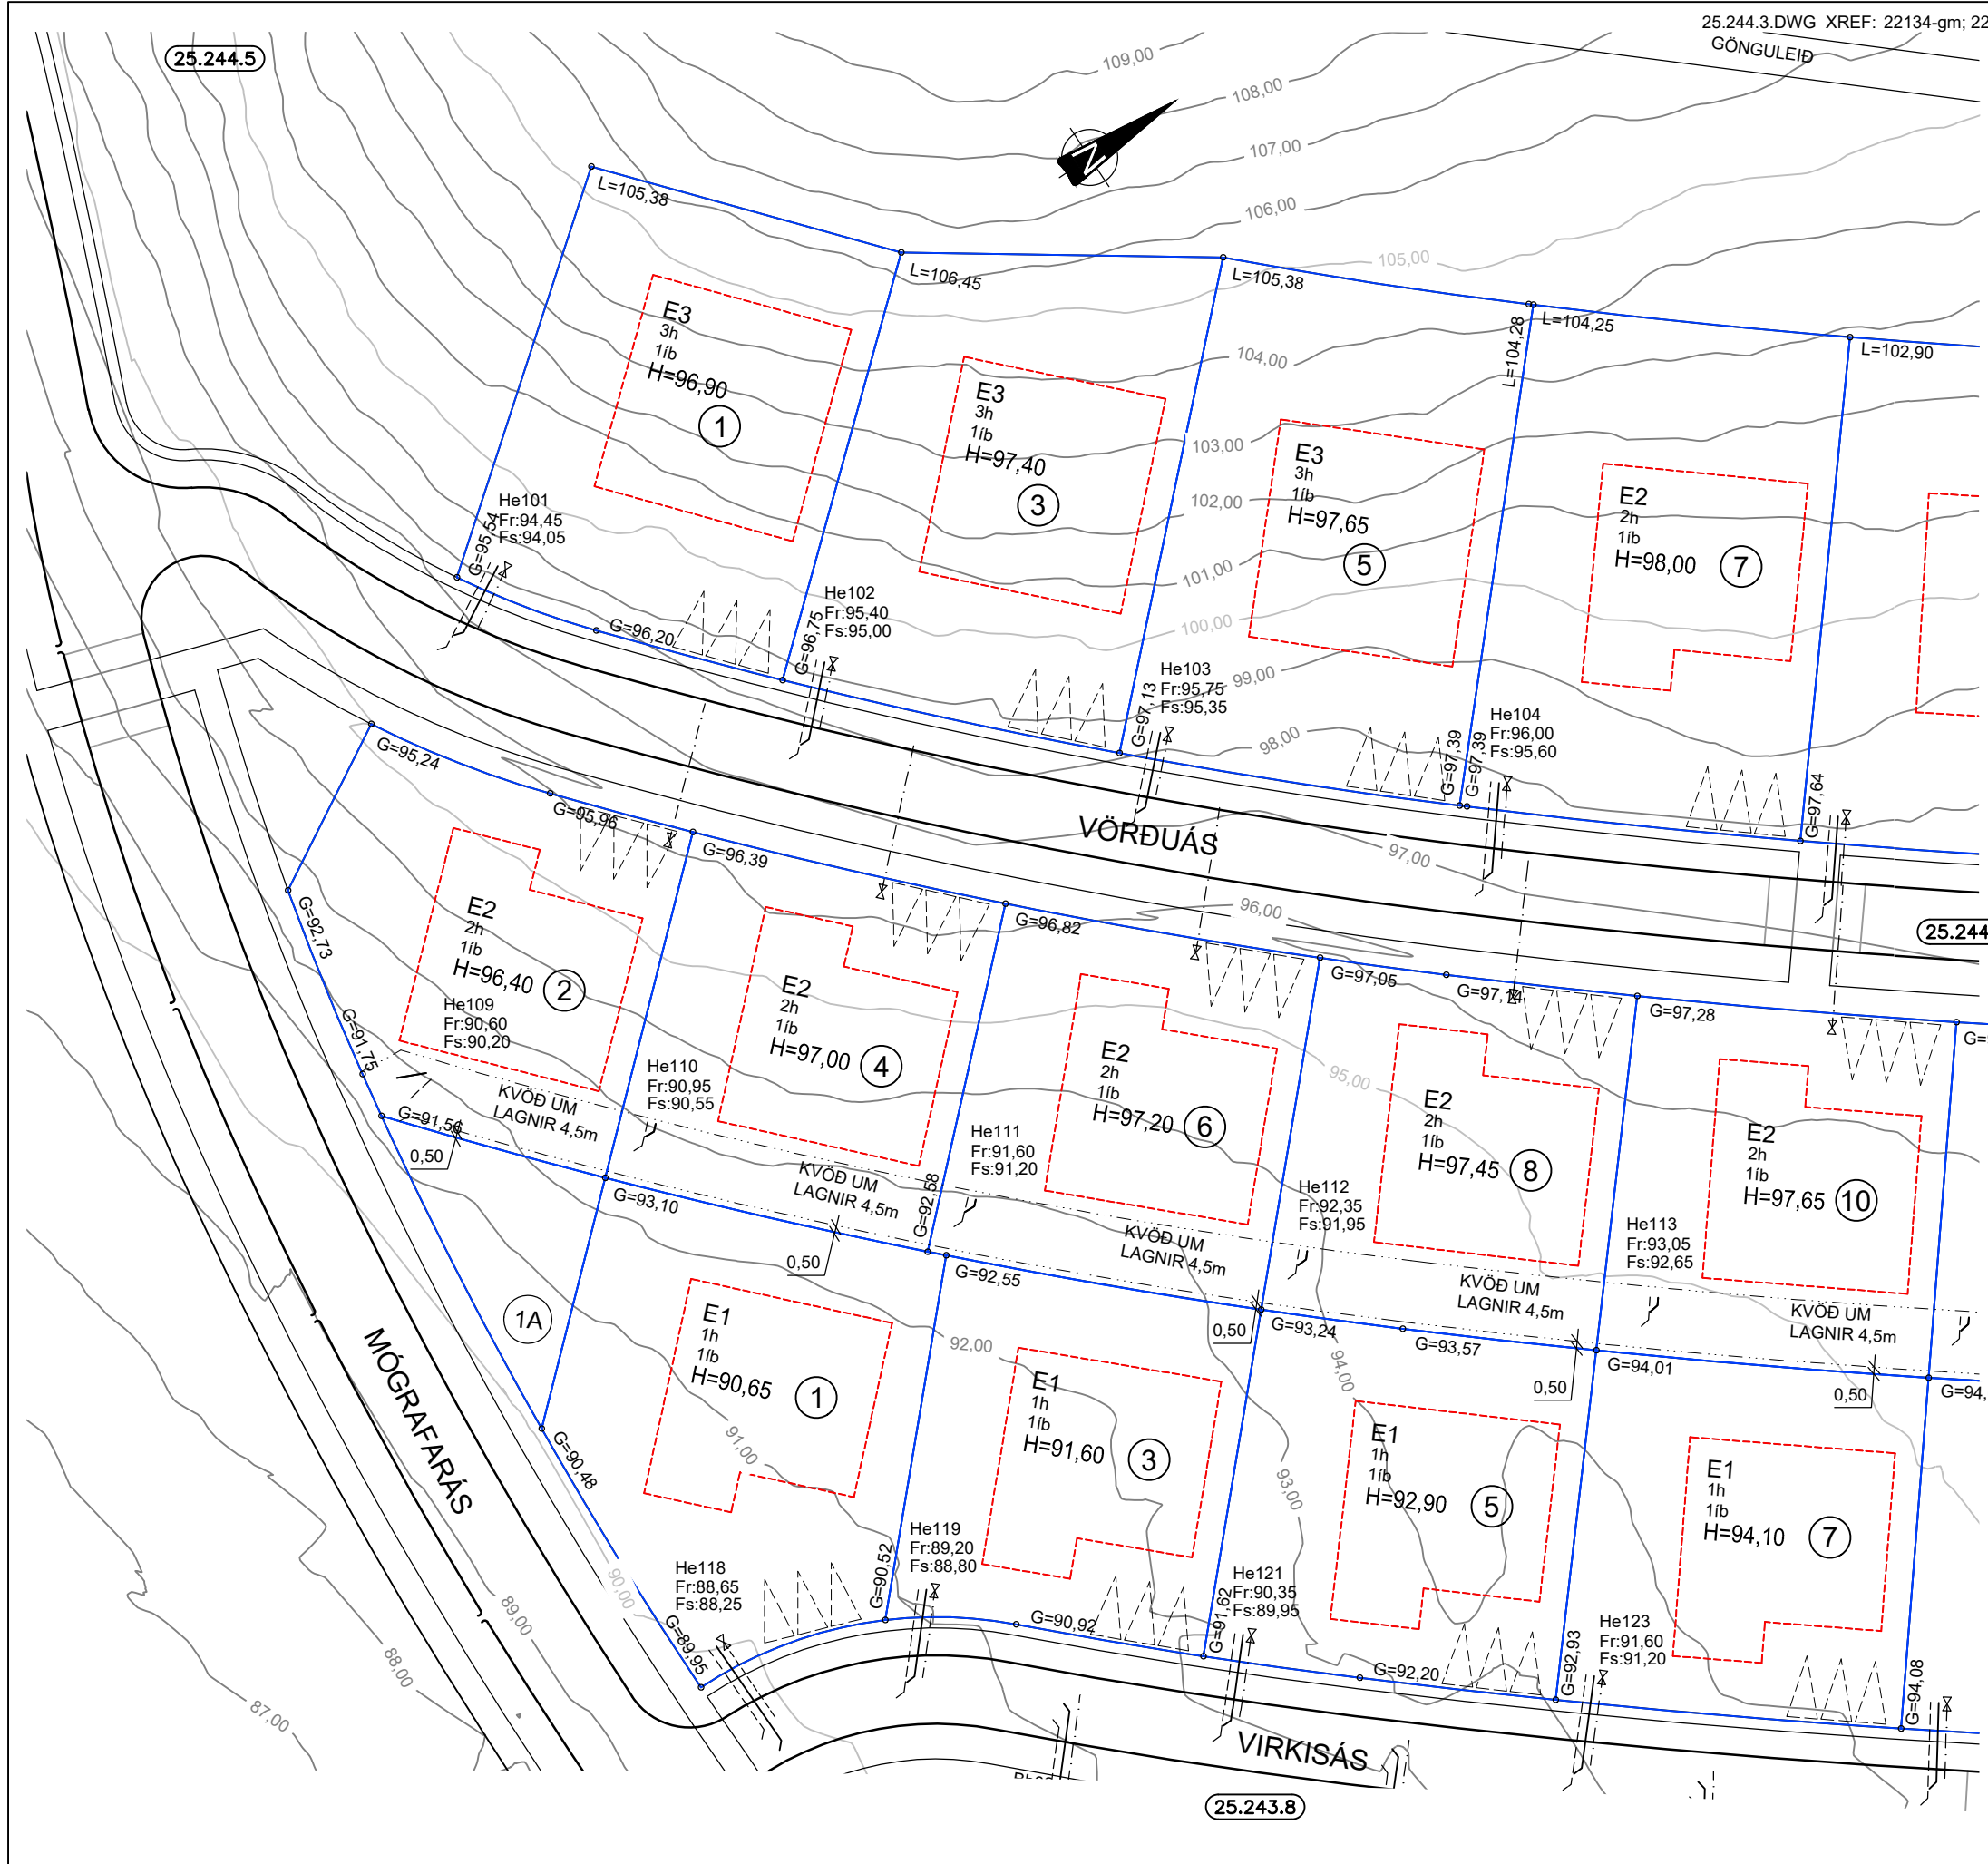 25.244.3.DWG XREF: 22134-gm; 22
GÖNGULEIÐ
25.244.5
109,00
108,00
107,00
106,00
105,00
104,00
103,00
102,00
101,00
100,00
99,00
98,00
97,00
96,00
N
L=105,38
L=106,45
L=105,38
L=104,28
L=104,25
L=102,90
E3
3h
1íb
H=96,90
1
E3
3h
1íb
H=97,40
3
E3
3h
1íb
H=97,65
5
E2
2h
1íb
H=98,00
7
He101
Fr:94,45
Fs:94,05
G=95,54
G=96,20
He102
Fr:95,40
Fs:95,00
G=96,75
He103
Fr:95,75
Fs:95,35
G=97,13
He104
Fr:96,00
Fs:95,60
G=97,39
G=97,39
G=97,64
VÖRÐUÁS
25.244
G=95,24
G=95,96
G=96,39
G=96,82
G=97,05
G=97,14
G=97,28
G=
G=92,73
G=91,75
E2
2h
1íb
H=96,40
2
He109
Fr:90,60
Fs:90,20
E2
2h
1íb
H=97,00
4
He110
Fr:90,95
Fs:90,55
E2
2h
1íb
H=97,20
6
He111
Fr:91,60
Fs:91,20
95,00
E2
2h
1íb
H=97,45
8
He112
Fr:92,35
Fs:91,95
E2
2h
1íb
H=97,65
10
He113
Fr:93,05
Fs:92,65
KVÖÐ UM
LAGNIR 4,5m
KVÖÐ UM
LAGNIR 4,5m
KVÖÐ UM
LAGNIR 4,5m
KVÖÐ UM
LAGNIR 4,5m
KVÖÐ UM
LAGNIR 4,5m
G=91,56
0,50
G=93,10
0,50
G=92,58
G=92,55
0,50
G=93,24
G=93,57
0,50
G=94,01
0,50
G=94,
1A
MÓGRAFARÁS
E1
1h
1íb
H=90,65
1
92,00
E1
1h
1íb
H=91,60
3
94,00
E1
1h
1íb
H=92,90
5
E1
1h
1íb
H=94,10
7
91,00
93,00
90,00
89,00
88,00
87,00
G=90,48
He118
Fr:88,65
Fs:88,25
G=89,95
He119
Fr:89,20
Fs:88,80
G=90,52
G=90,92
He121
Fr:90,35
Fs:89,95
G=91,62
G=92,20
He123
Fr:91,60
Fs:91,20
G=92,93
G=94,08
VIRKISÁS
25.243.8